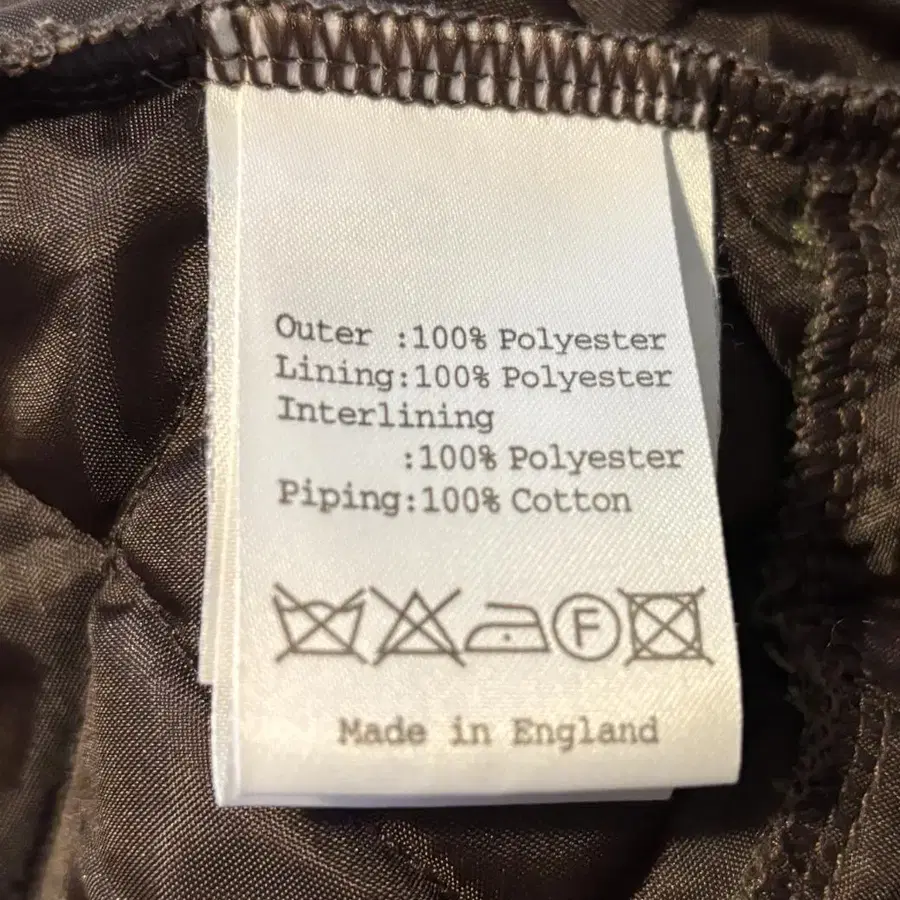 Outer :100% Polyester
Lining:100% Polyester
Interlining
:100% Polyester
Piping:100% Cotton
F
Made in England